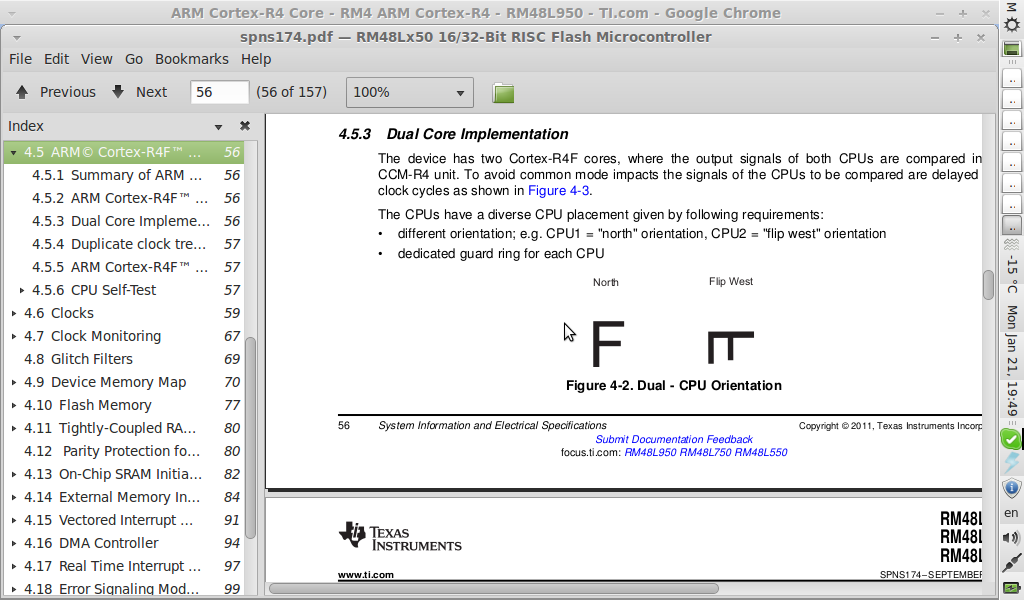 ARM Cortex-R4 Core - RM4 ARM Cortex-R4 - RM48L950 - TI.com - Google Chrome
spns174.pdf — RM48Lx50 16/32-Bit RISC Flash Microcontroller
File Edit View Go Bookmarks Help
Previous Next 56 (56 of 157) 100%
Index
4.5 ARM© Cortex-R4F™ ... 56
4.5.1 Summary of ARM ... 56
4.5.2 ARM Cortex-R4F™ ... 56
4.5.3 Dual Core Impleme... 56
4.5.4 Duplicate clock tre... 57
4.5.5 ARM Cortex-R4F™ ... 57
4.5.6 CPU Self-Test 57
4.6 Clocks 59
4.7 Clock Monitoring 67
4.8 Glitch Filters 69
4.9 Device Memory Map 70
4.10 Flash Memory 77
4.11 Tightly-Coupled RA... 80
4.12 Parity Protection fo... 80
4.13 On-Chip SRAM Initia... 82
4.14 External Memory In... 84
4.15 Vectored Interrupt ... 91
4.16 DMA Controller 94
4.17 Real Time Interrupt ... 97
4.18 Error Signaling Mod... 99
4.5.3 Dual Core Implementation
The device has two Cortex-R4F cores, where the output signals of both CPUs are compared in
CCM-R4 unit. To avoid common mode impacts the signals of the CPUs to be compared are delayed
clock cycles as shown in Figure 4-3.
The CPUs have a diverse CPU placement given by following requirements:
• different orientation; e.g. CPU1 = "north" orientation, CPU2 = "flip west" orientation
• dedicated guard ring for each CPU
North Flip West
F F
Figure 4-2. Dual - CPU Orientation
56 System Information and Electrical Specifications Copyright © 2011, Texas Instruments Incorp
Submit Documentation Feedback
focus.ti.com: RM48L950 RM48L750 RM48L550
TEXAS
INSTRUMENTS
RM48L
RM48L
RM48L
www.ti.com SPNS174–SEPTEMBER
M
-15 °C
Mon Jan 21, 19:49
en